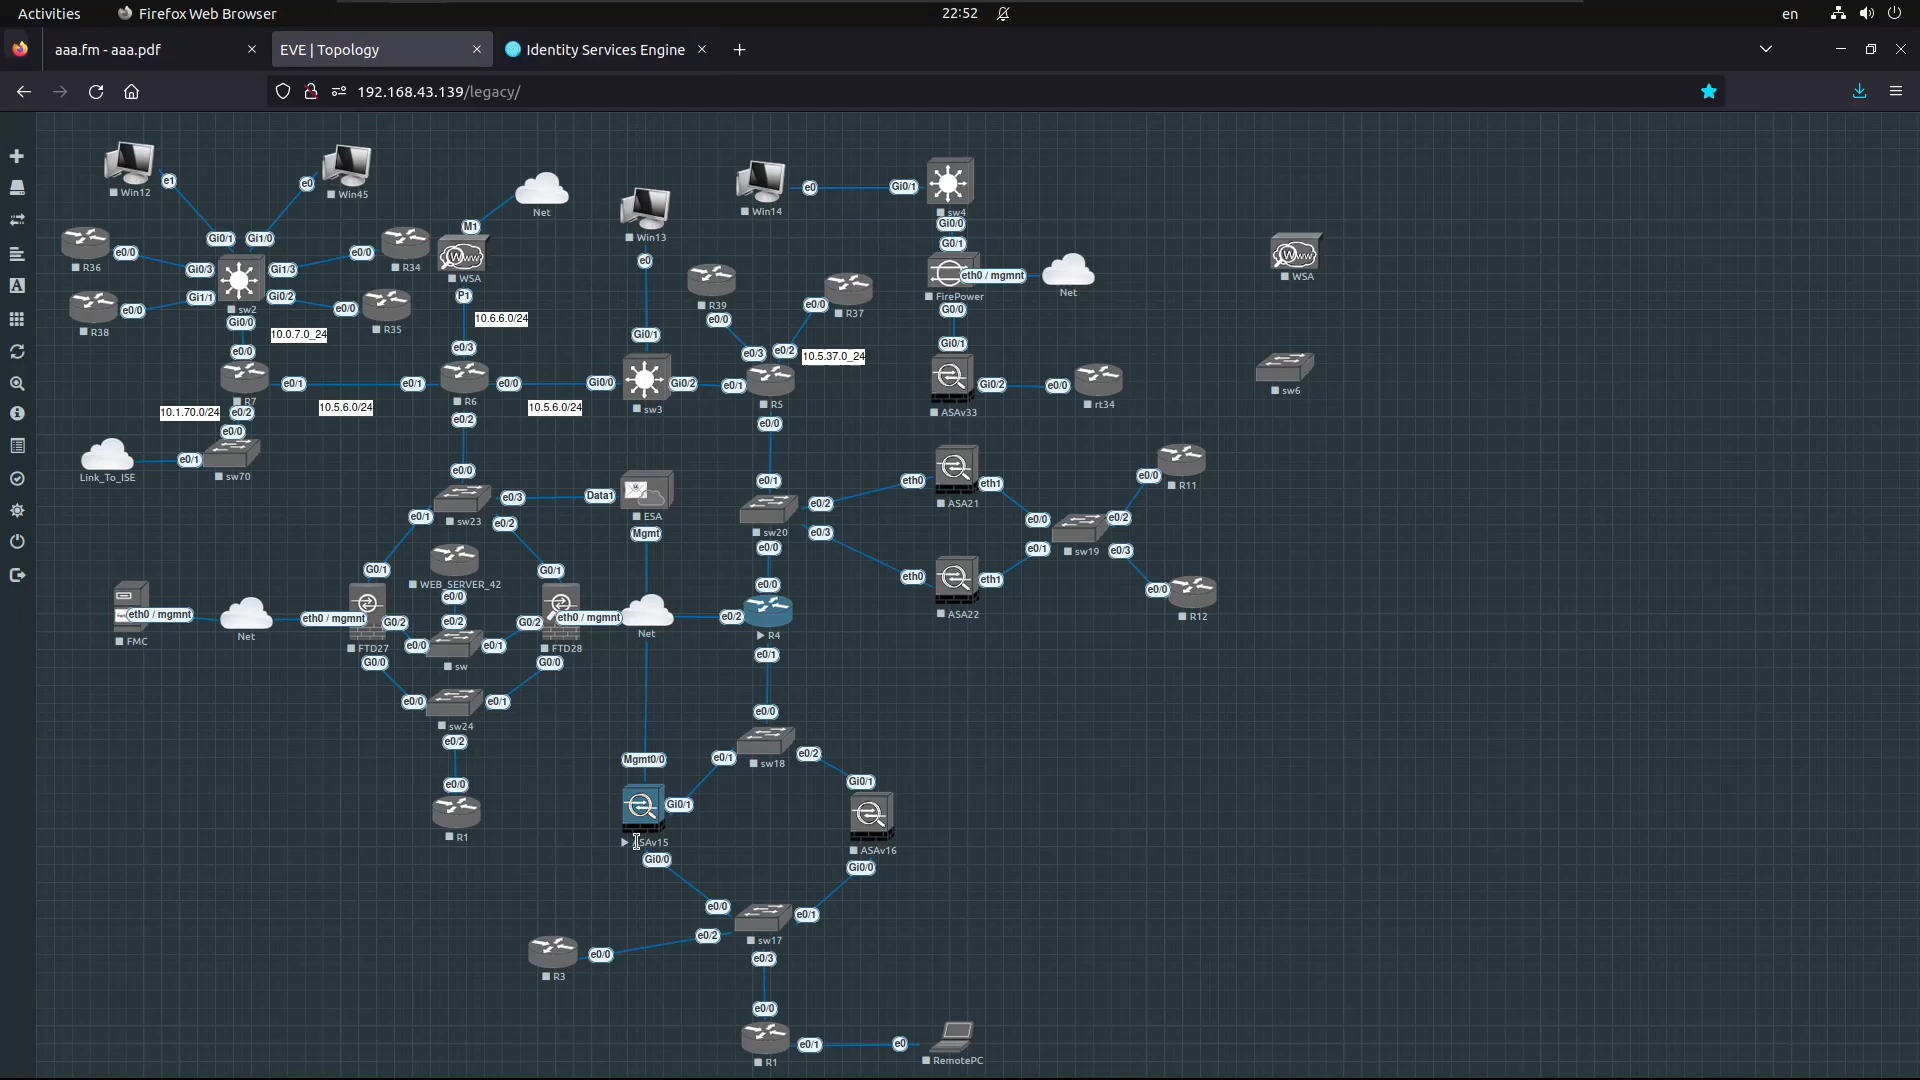 Activities Firefox Web Browser 22:52 en
aaa.fm - aaa.pdf EVE | Topology Identity Services Engine
192.168.43.139/legacy/
Win12 e1 e0 Win45
Net
M1
Win13
Win14 e0 Gi0/1 sw4
Gi0/0
G0/1
R36 e0/0 Gi0/3 Gi0/1 Gi1/0 Gi1/3 e0/0 R34
WSA
P1
e0
R38 e0/0 Gi1/1 sw2 Gi0/2 e0/0 R35
Gi0/0
10.0.7.0_24
10.6.6.0/24
R39
e0/0
e0/0
R37
FirePower eth0 / mgmnt Net
G0/0
WSA
e0/0
e0/3
Gi0/1
e0/3 e0/2
10.5.37.0_24
Gi0/1
R7 e0/1 e0/1 R6 e0/0 Gi0/0 sw3 Gi0/2 e0/1 R5
ASAv33 Gi0/2 e0/0 rt34
sw6
10.1.70.0/24 e0/2
10.5.6.0/24
10.5.6.0/24
e0/2
e0/0
e0/0
Link_To_ISE e0/1 sw70
e0/0
sw23 e0/3 Data1 ESA
e0/1 e0/2
Mgmt
e0/1
sw20 e0/2 eth0 ASA21 eth1
e0/0 e0/3
e0/0 sw19 e0/2 e0/0 R11
e0/1 e0/3
eth0 ASA22 eth1
e0/0 R12
G0/1 WEB_SERVER_42 G0/1
e0/0
e0/0
FMC eth0 / mgmnt Net eth0 / mgmnt FTD27 G0/2 e0/2 G0/2 FTD28 eth0 / mgmnt Net e0/2 R4
e0/0 sw e0/1
G0/0 G0/0
e0/1
e0/0 sw24 e0/1
e0/2
e0/0
e0/0
R1
Mgmt0/0 e0/1 sw18 e0/2
Gi0/1 Gi0/1
ASAv16
Gi0/0 Gi0/0
e0/0 sw17 e0/1
R3 e0/0 e0/2
e0/3
e0/0
R1 e0/1 e0 RemotePC